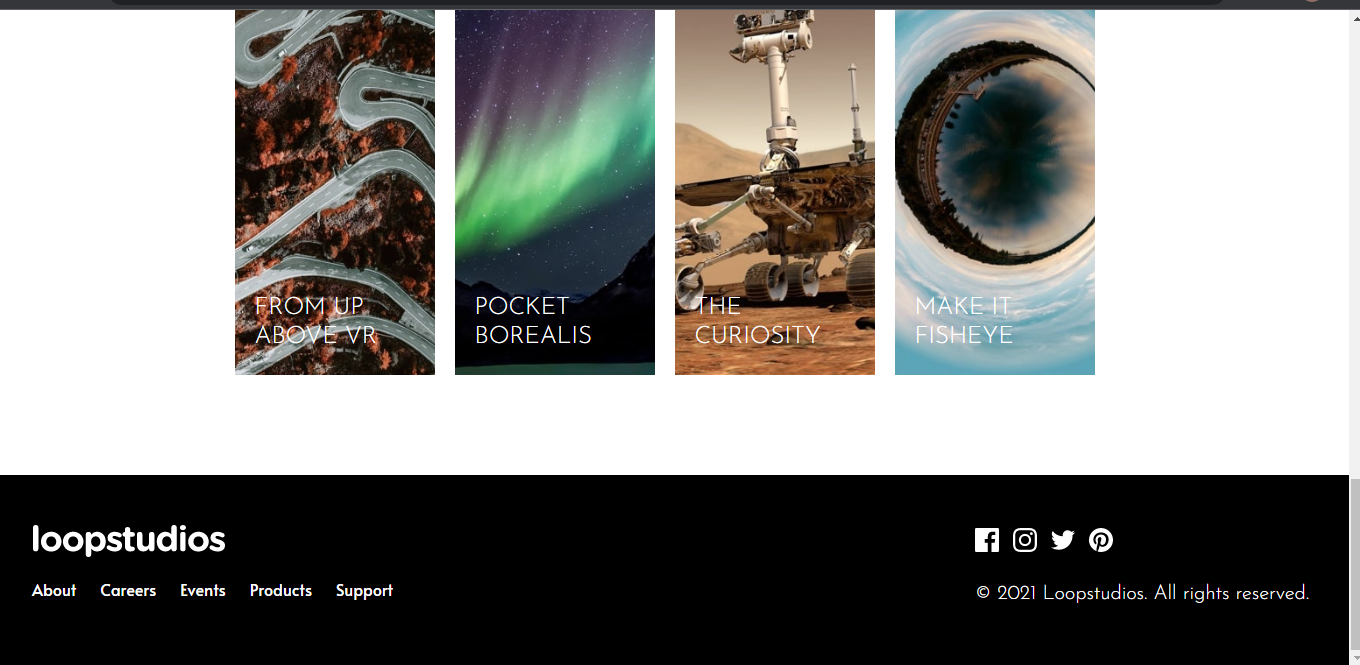 FROM UP
ABOVE VR
POCKET
BOREALIS
THE
CURIOSITY
MAKE IT
FISHEYE
loopstudios
About Careers Events Products Support
© 2021 Loopstudios. All rights reserved.